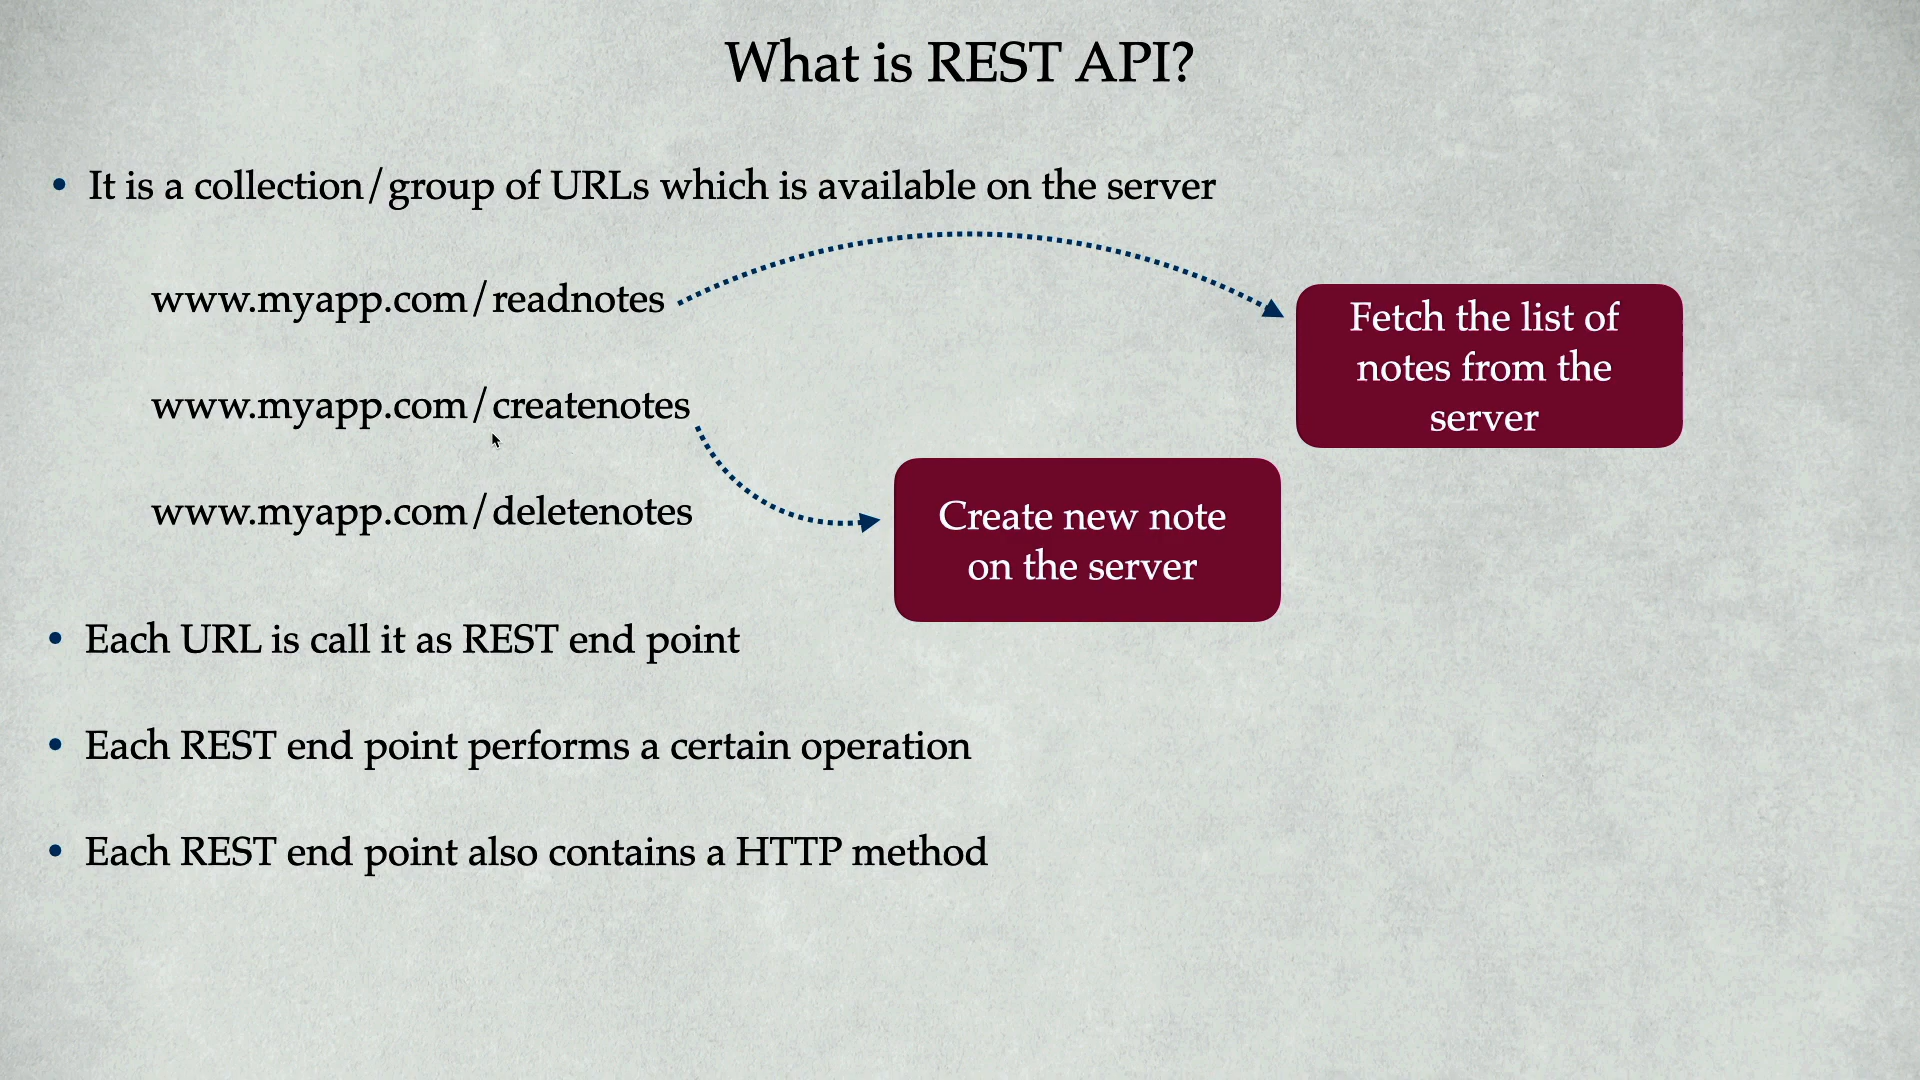 What is REST API?
• It is a collection/group of URLs which is available on the server
www.myapp.com/readnotes
Fetch the list of
notes from the
server
www.myapp.com/createnotes
Create new note
on the server
www.myapp.com/deletenotes
• Each URL is call it as REST end point
• Each REST end point performs a certain operation
• Each REST end point also contains a HTTP method